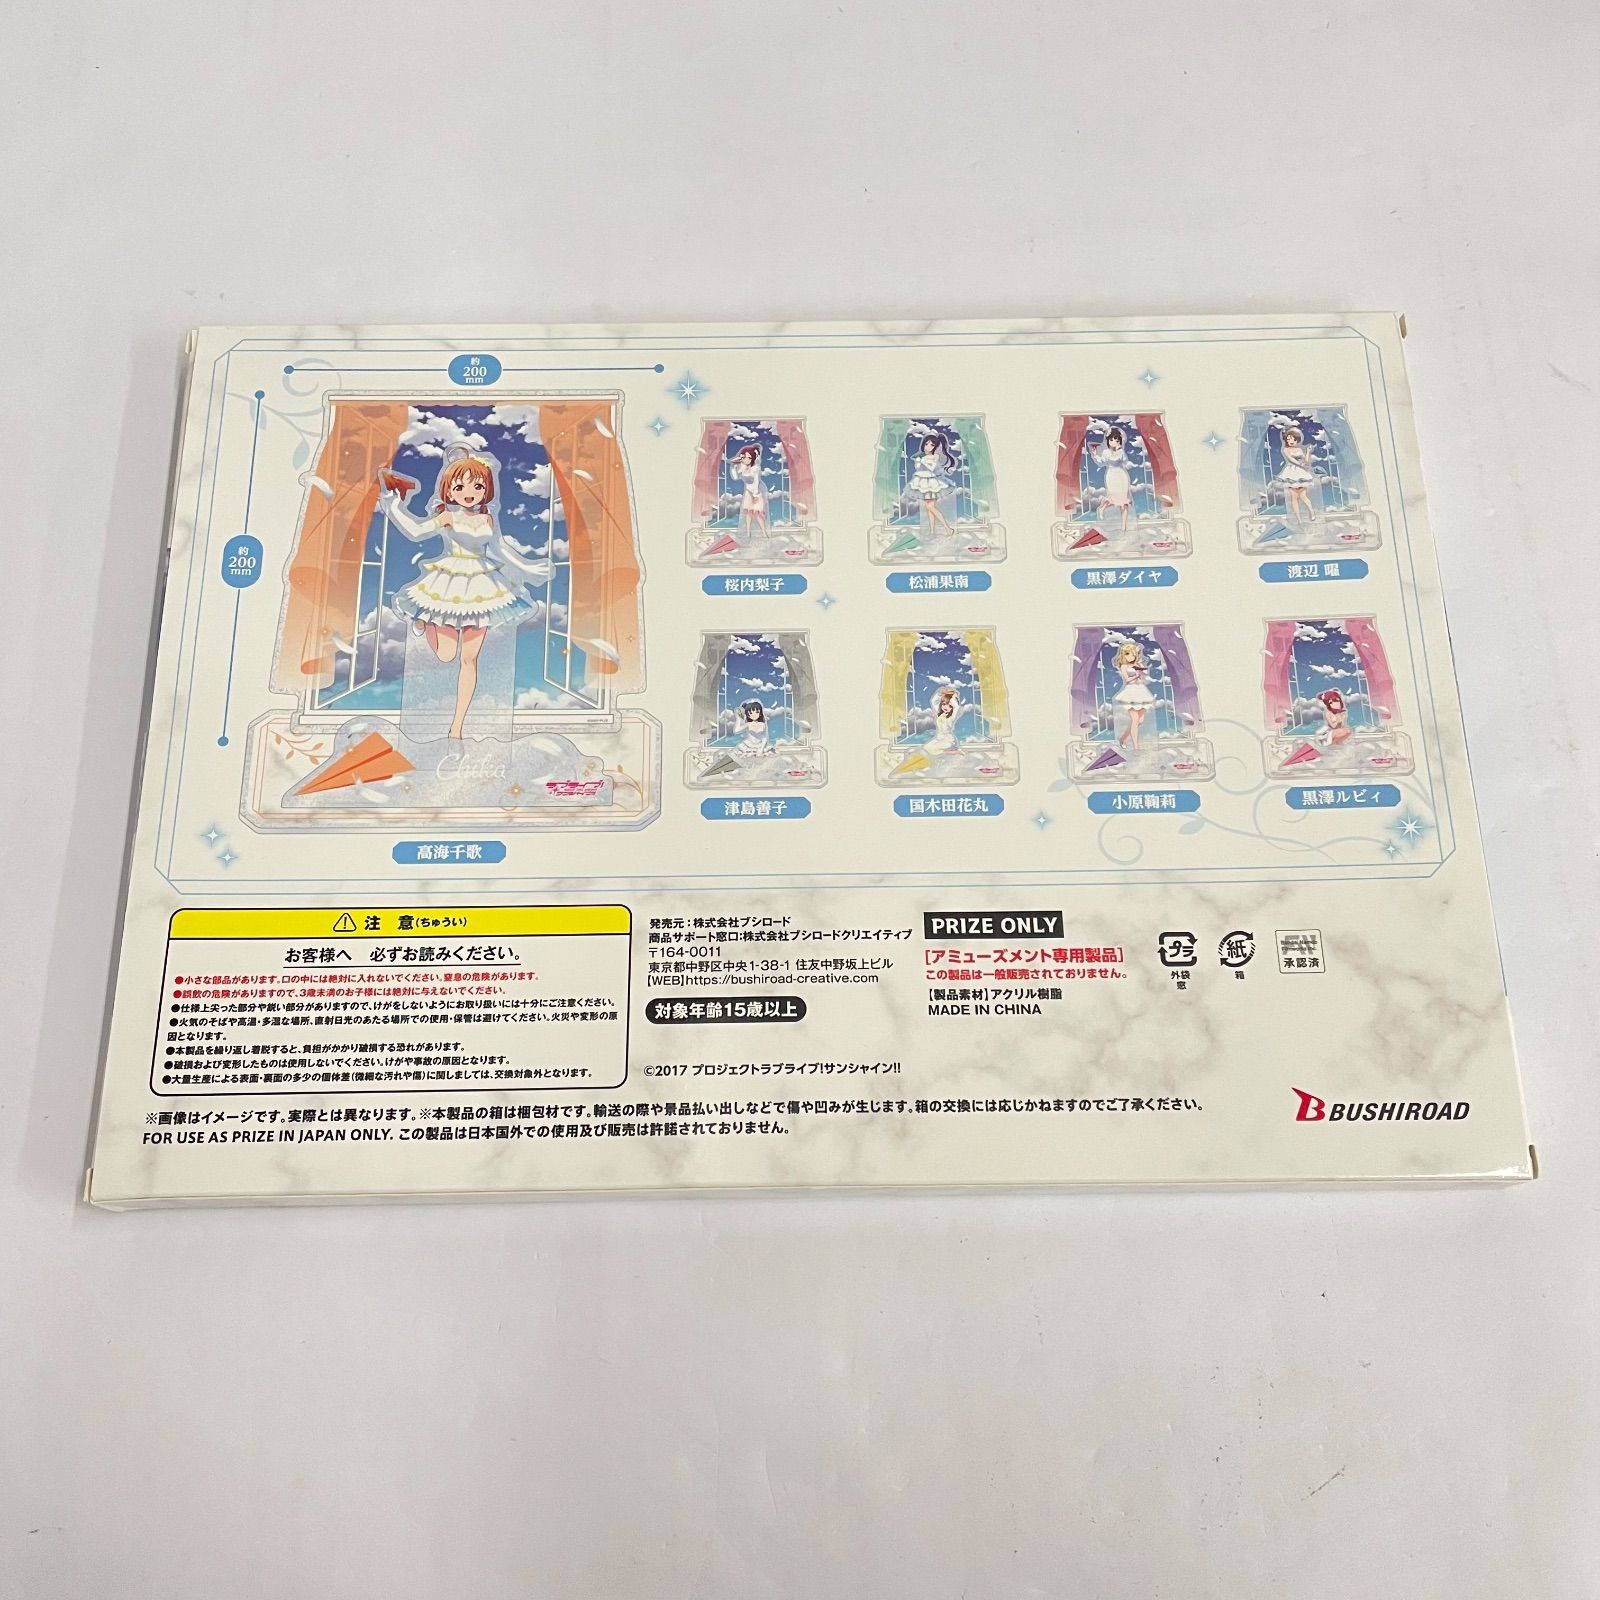 約
200
mm
約
200
mm
Chika
ラブライブ!
サンシャイン!!
高海千歌
桜内梨子
松浦果南
黒澤ダイヤ
渡辺 曜
津島善子
国木田花丸
小原鞠莉
黒澤ルビィ
注 意(ちゅうい)
お客様へ 必ずお読みください。
●小さな部品があります。口の中には絶対に入れないでください。窒息の危険があります。
●誤飲の危険がありますので、3歳未満のお子様には絶対に与えないでください。
●仕様上尖った部分や鋭い部分がありますので、けがをしないようにお取り扱いには十分にご注意ください。
●火気のそばや高温・多湿な場所、直射日光のあたる場所での使用・保管は避けてください。火災や変形の原
因となります。
●本製品を繰り返し着脱すると、負担がかかり破損する恐れがあります。
●破損および変形したものは使用しないでください。けがや事故の原因となります。
●大量生産による表面・裏面の多少の個体差(微細な汚れや傷)に関しましては、交換対象外となります。
発売元:株式会社ブシロード
商品サポート窓口:株式会社ブシロードクリエイティブ
〒164-0011
東京都中野区中央1-38-1 住友中野坂上ビル
【WEB】https://bushiroad-creative.com
対象年齢15歳以上
©2017 プロジェクトラブライブ!サンシャイン!!
PRIZE ONLY
[アミューズメント専用製品]
この製品は一般販売されておりません。
【製品素材】アクリル樹脂
MADE IN CHINA
プラ
外袋
窓
紙
箱
承認済
※画像はイメージです。実際とは異なります。※本製品の箱は梱包材です。輸送の際や景品払い出しなどで傷や凹みが生じます。箱の交換には応じかねますのでご了承ください。
FOR USE AS PRIZE IN JAPAN ONLY. この製品は日本国外での使用及び販売は許諾されておりません。
BUSHIROAD